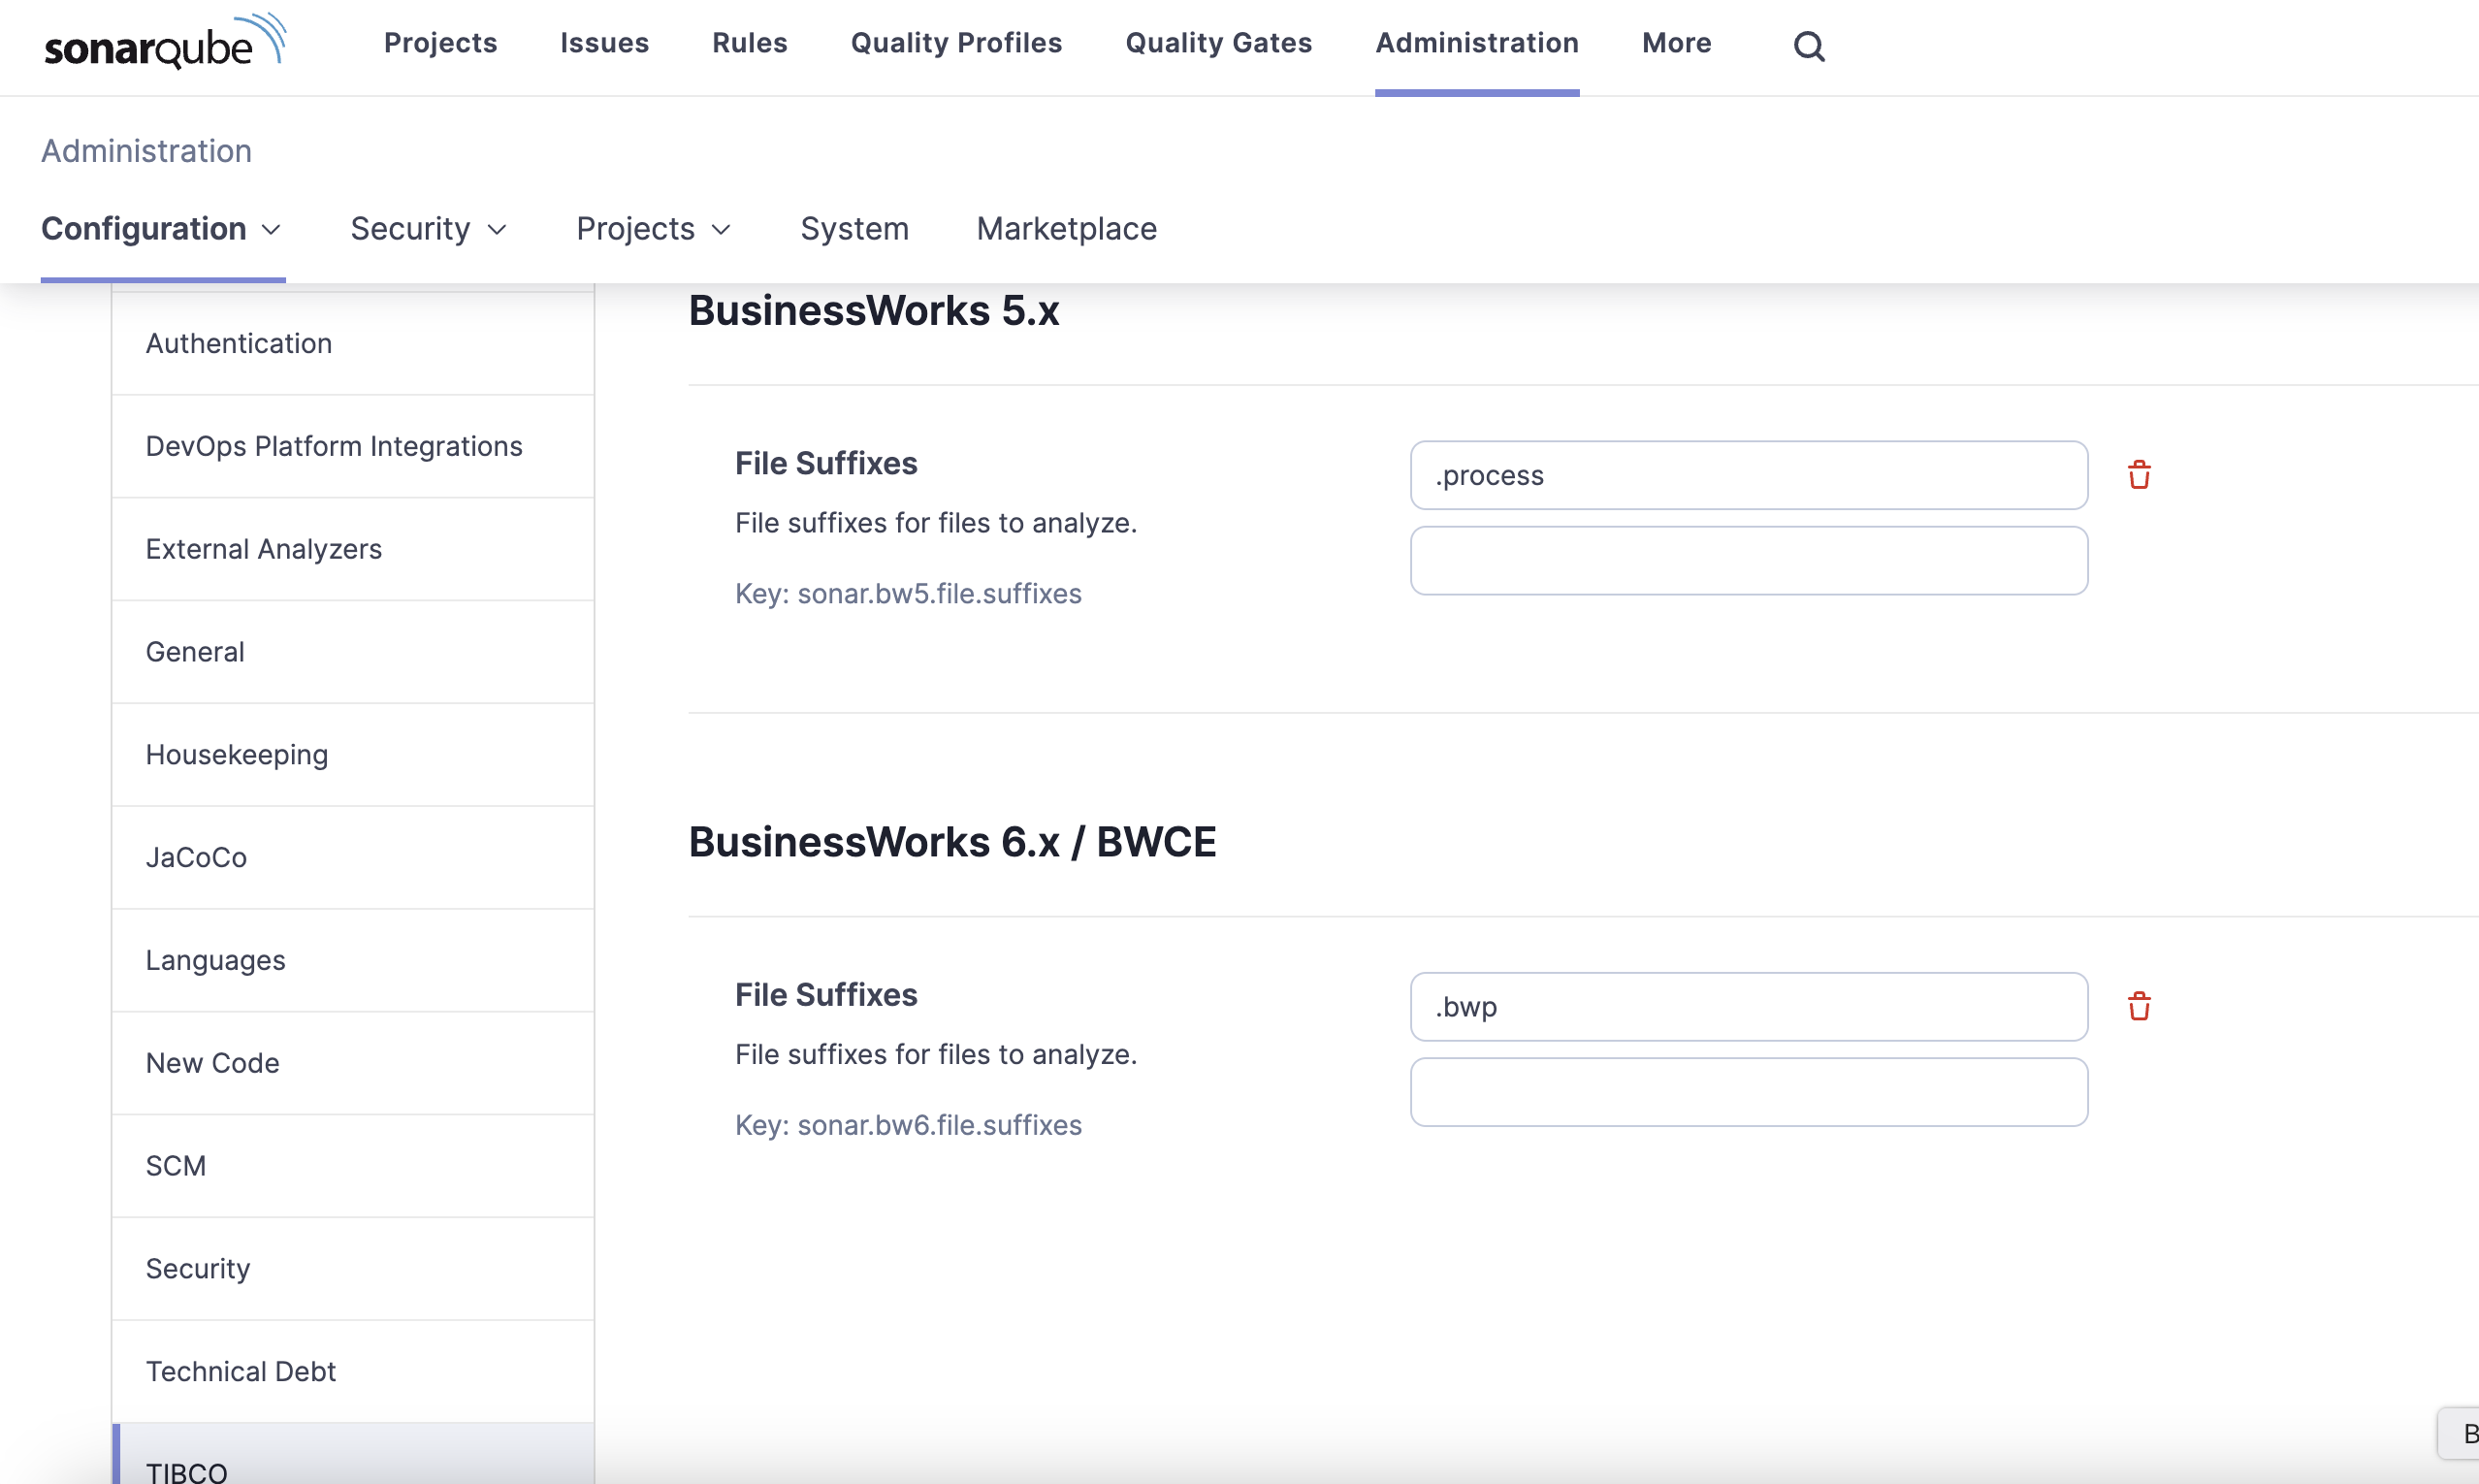 sonarqube
Projects Issues Rules Quality Profiles Quality Gates Administration More
Administration
Configuration Security Projects System Marketplace
Authentication
DevOps Platform Integrations
External Analyzers
General
Housekeeping
JaCoCo
Languages
New Code
SCM
Security
Technical Debt
TIBCO
BusinessWorks 5.x
File Suffixes
File suffixes for files to analyze.
Key: sonar.bw5.file.suffixes
.process
BusinessWorks 6.x / BWCE
File Suffixes
File suffixes for files to analyze.
Key: sonar.bw6.file.suffixes
.bwp